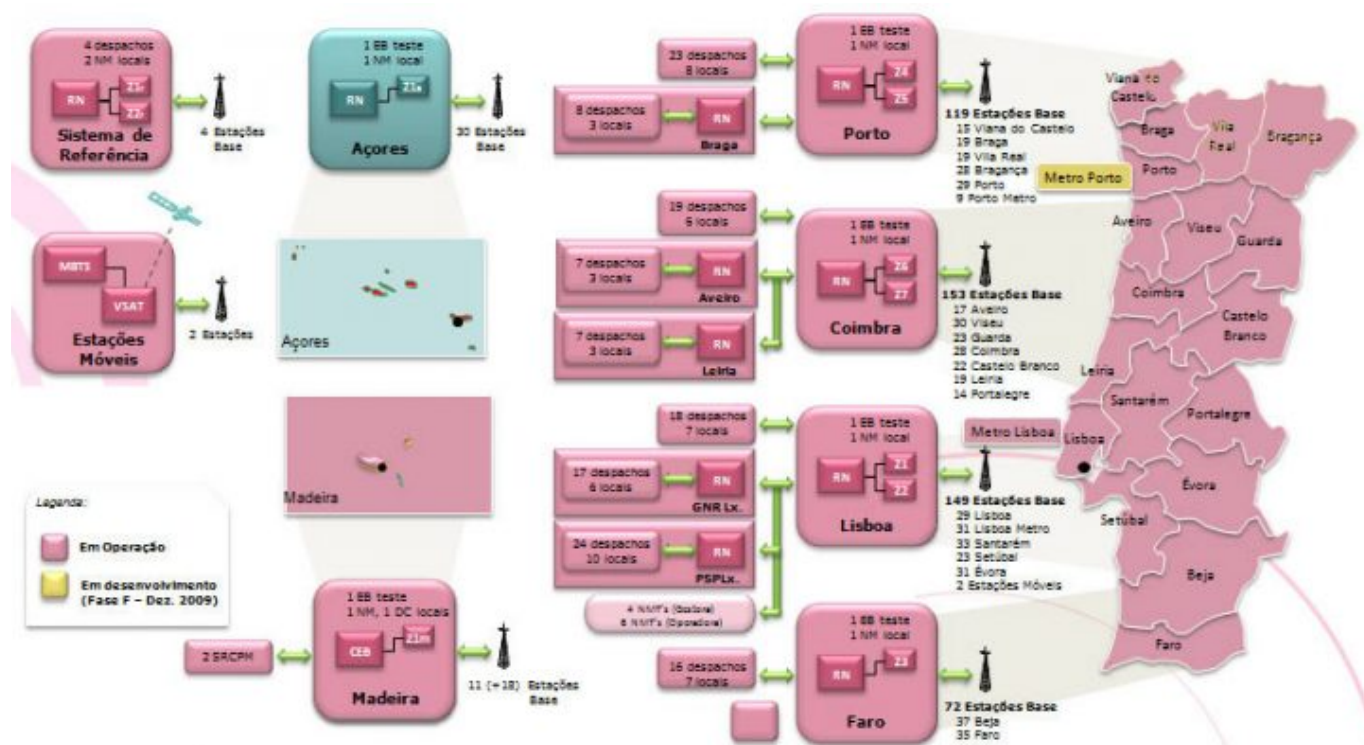 4 despachos
2 NM locais
RN
Z1r
Z2r
Sistema de
Referência
4 Estações
Base
1 EB teste
1 NM local
RN
Z1a
Açores
30 Estações
Base
MBTS
VSAT
Estações
Móveis
2 Estações
Açores
Madeira
Legenda:
Em Operação
Em desenvolvimento
(Fase F – Dez. 2009)
2 SRCPM
1 EB teste
1 NM, 1 DC locais
CEB
Z1m
Madeira
11 (+18) Estações
Base
23 despachos
8 locais
8 despachos
3 locais
RN
Braga
1 EB teste
1 NM local
RN
Z4
Z5
Porto
119 Estações Base
15 Viana do Castelo
19 Braga
19 Vila Real
28 Bragança
29 Porto
9 Porto Metro
19 despachos
6 locais
7 despachos
3 locais
RN
Aveiro
7 despachos
3 locais
RN
Leiria
1 EB teste
1 NM local
RN
Z6
Z7
Coimbra
153 Estações Base
17 Aveiro
30 Viseu
23 Guarda
28 Coimbra
22 Castelo Branco
19 Leiria
14 Portalegre
18 despachos
7 locais
17 despachos
6 locais
RN
GNR Lx.
24 despachos
10 locais
RN
PSPLx.
4 NMT's (Gestora)
6 NMT's (Operadora)
1 EB teste
1 NM local
RN
Z1
Z2
Lisboa
149 Estações Base
29 Lisboa
31 Lisboa Metro
33 Santarém
23 Setúbal
31 Évora
2 Estações Móveis
16 despachos
7 locais
1 EB teste
1 NM local
RN
Z3
Faro
72 Estações Base
37 Beja
35 Faro
Metro Porto
Metro Lisboa
Viana do
Castelo
Braga
Vila
Real
Bragança
Porto
Aveiro
Viseu
Guarda
Coimbra
Castelo
Branco
Leiria
Santarém
Portalegre
Lisboa
Évora
Setúbal
Beja
Faro